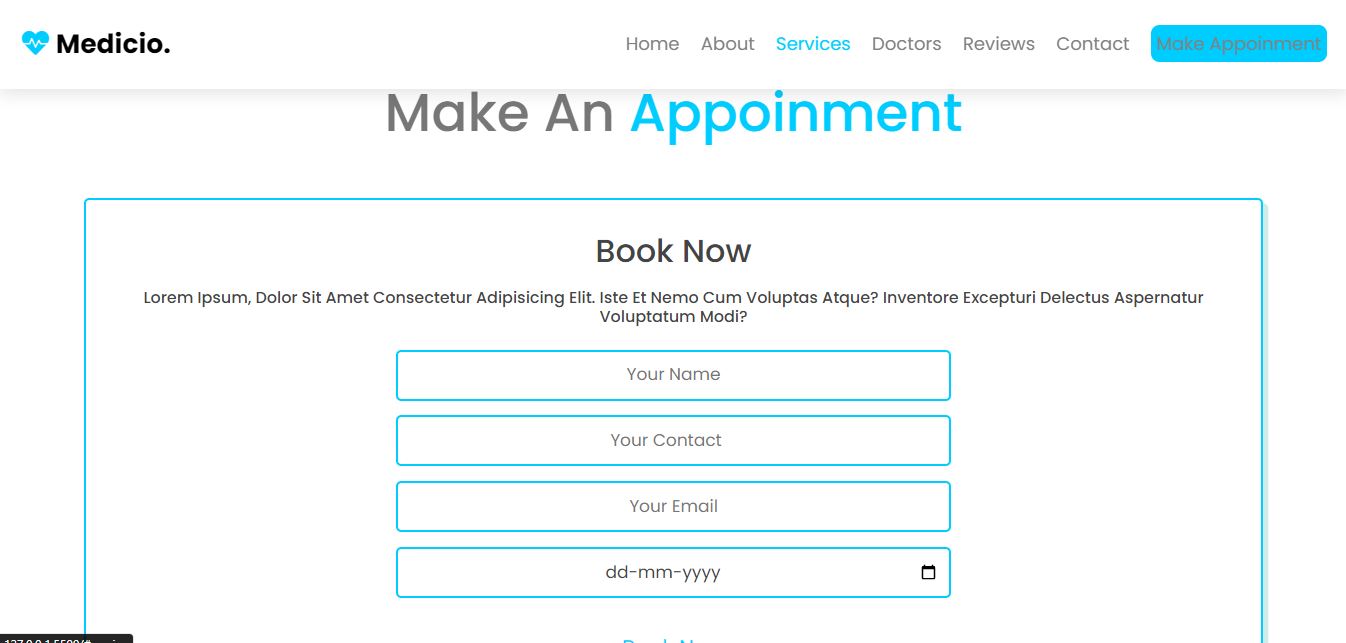 Medicio.
Home About Services Doctors Reviews Contact Make Appoinment
Make An Appoinment
Book Now
Lorem Ipsum, Dolor Sit Amet Consectetur Adipisicing Elit. Iste Et Nemo Cum Voluptas Atque? Inventore Excepturi Delectus Aspernatur
Voluptatum Modi?
Your Name
Your Contact
Your Email
dd-mm-yyyy